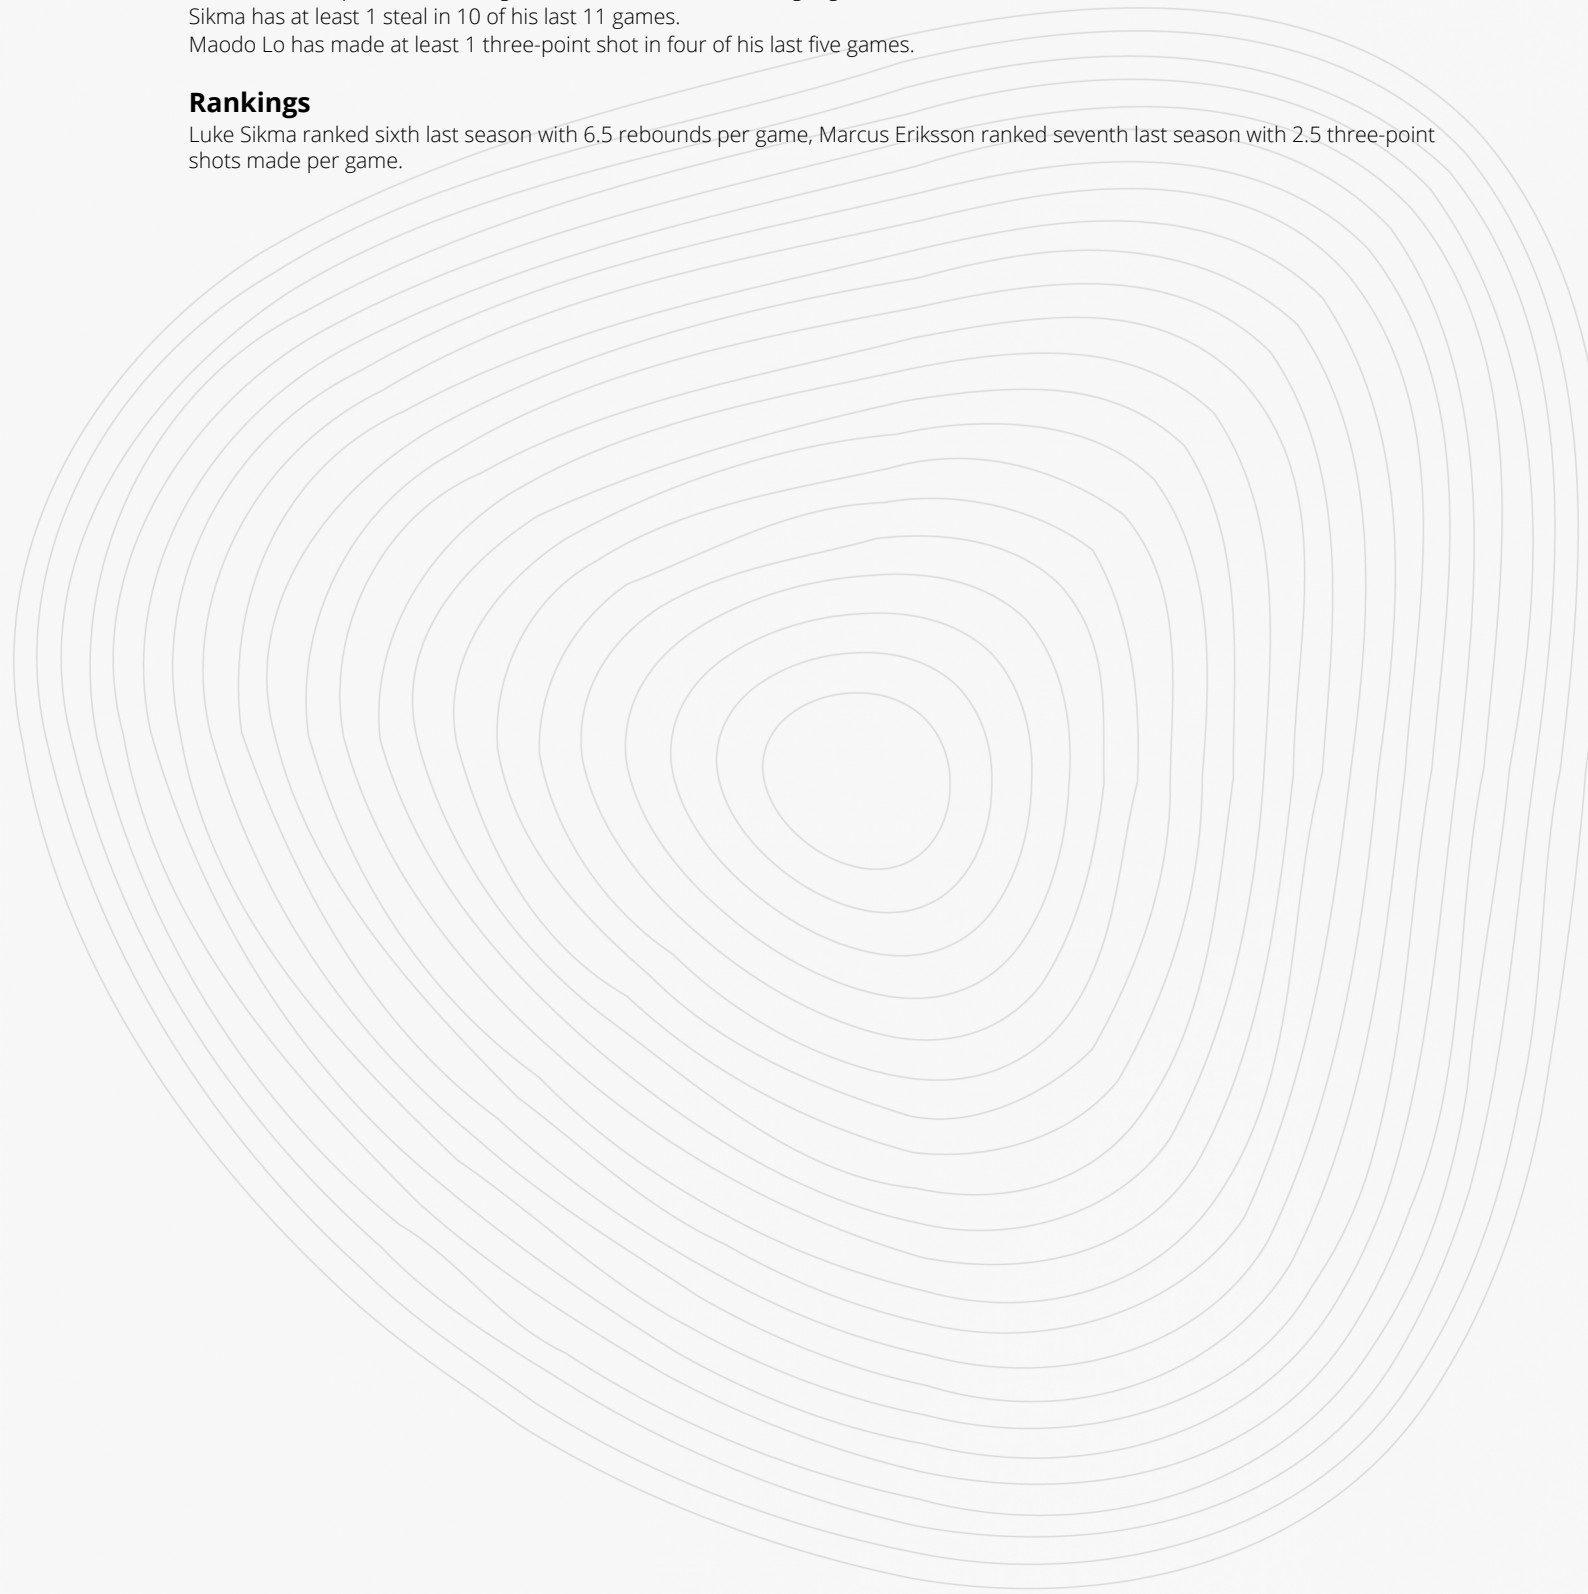 Sikma has at least 1 steal in 10 of his last 11 games.
Maodo Lo has made at least 1 three-point shot in four of his last five games.
Rankings
Luke Sikma ranked sixth last season with 6.5 rebounds per game, Marcus Eriksson ranked seventh last season with 2.5 three-point
shots made per game.